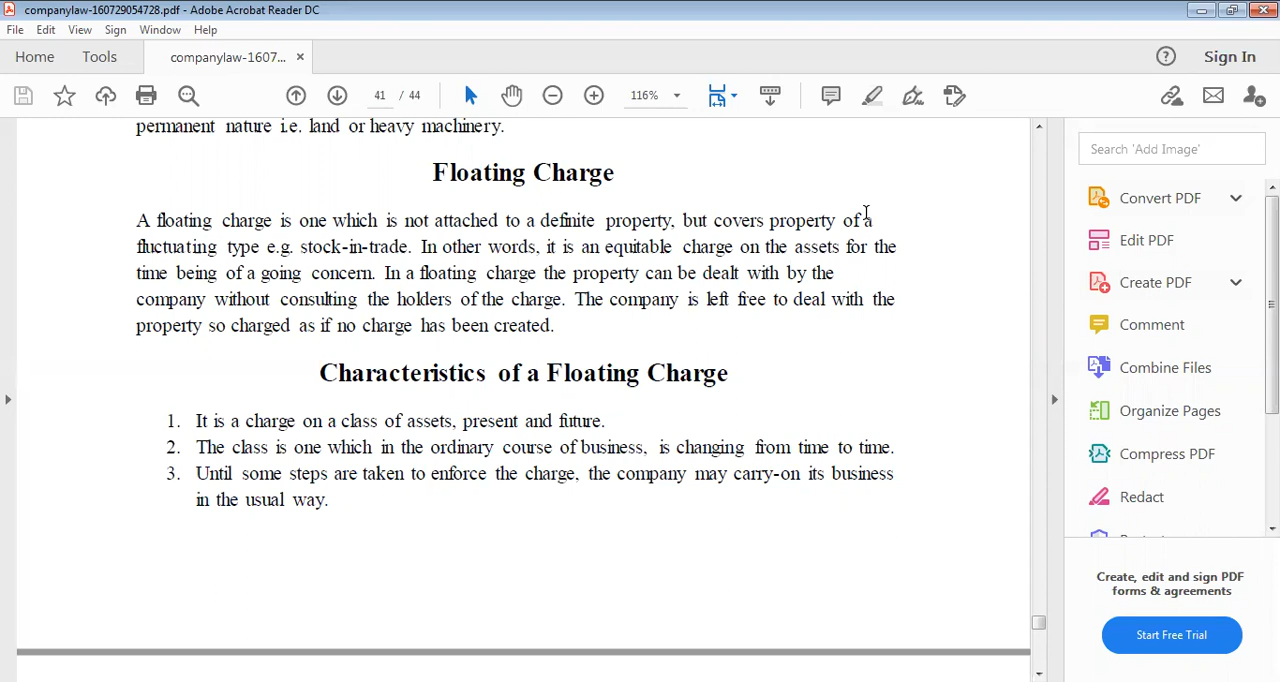 companylaw-160729054728.pdf - Adobe Acrobat Reader DC
File Edit View Sign Window Help
Home Tools companylaw-1607... × Sign In
41 / 44 116%
permanent nature i.e. land or heavy machinery.
Floating Charge
A floating charge is one which is not attached to a definite property, but covers property of a
fluctuating type e.g. stock-in-trade. In other words, it is an equitable charge on the assets for the
time being of a going concern. In a floating charge the property can be dealt with by the
company without consulting the holders of the charge. The company is left free to deal with the
property so charged as if no charge has been created.
Characteristics of a Floating Charge
1. It is a charge on a class of assets, present and future.
2. The class is one which in the ordinary course of business, is changing from time to time.
3. Until some steps are taken to enforce the charge, the company may carry-on its business
in the usual way.
Search 'Add Image'
Convert PDF
Edit PDF
Create PDF
Comment
Combine Files
Organize Pages
Compress PDF
Redact
Create, edit and sign PDF
forms & agreements
Start Free Trial